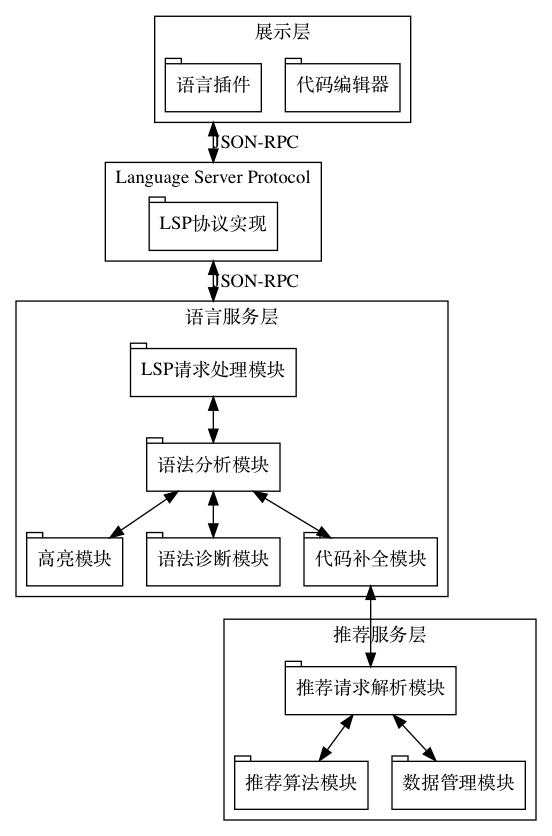 展示层
语言插件
代码编辑器
JSON-RPC
Language Server Protocol
LSP协议实现
JSON-RPC
语言服务层
LSP请求处理模块
语法分析模块
高亮模块
语法诊断模块
代码补全模块
推荐服务层
推荐请求解析模块
推荐算法模块
数据管理模块